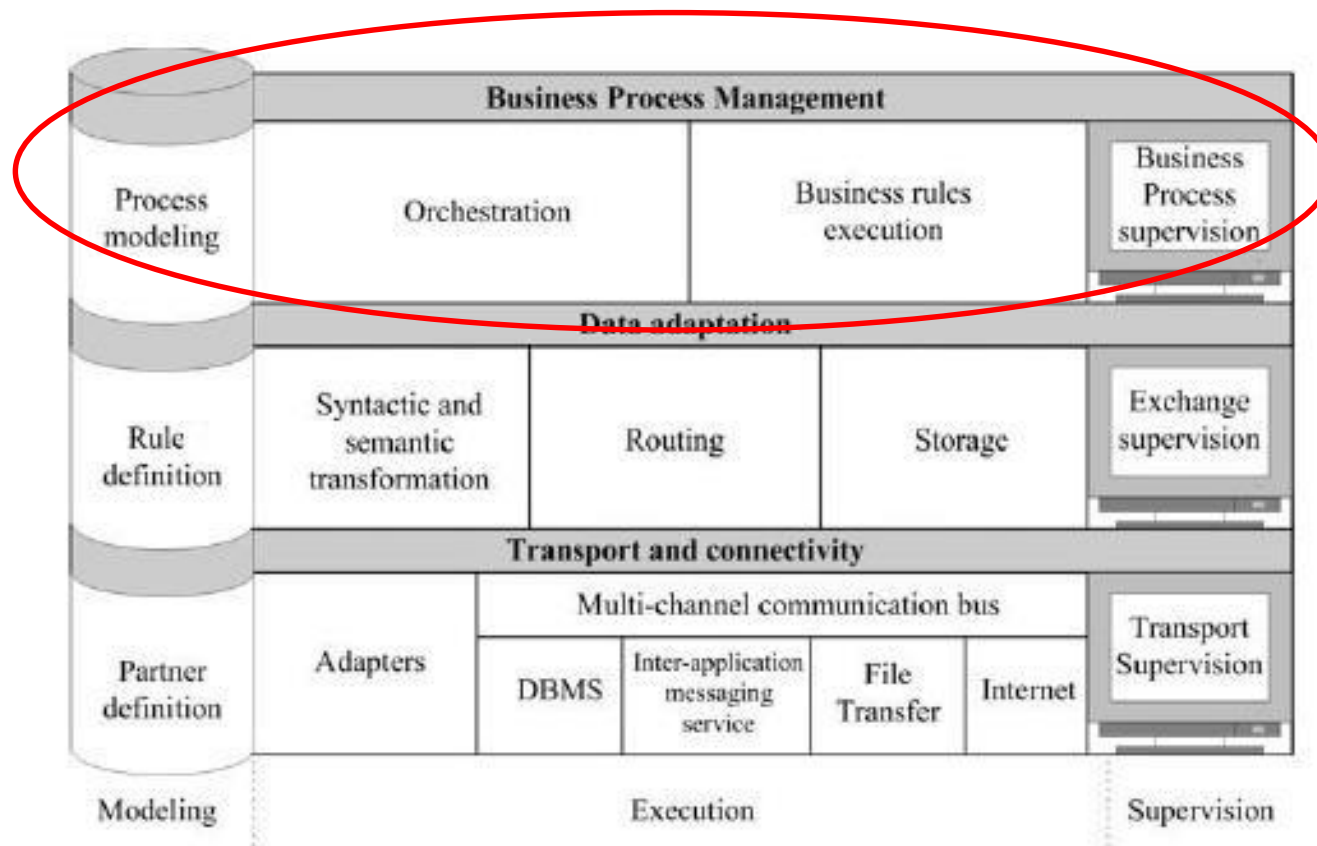 Business Process Management
Process
modeling
Orchestration
Business rules
execution
Business
Process
supervision
Data adaptation
Rule
definition
Syntactic and
semantic
transformation
Routing
Storage
Exchange
supervision
Transport and connectivity
Partner
definition
Adapters
Multi-channel communication bus
DBMS
Inter-application
messaging
service
File
Transfer
Internet
Transport
Supervision
Modeling
Execution
Supervision